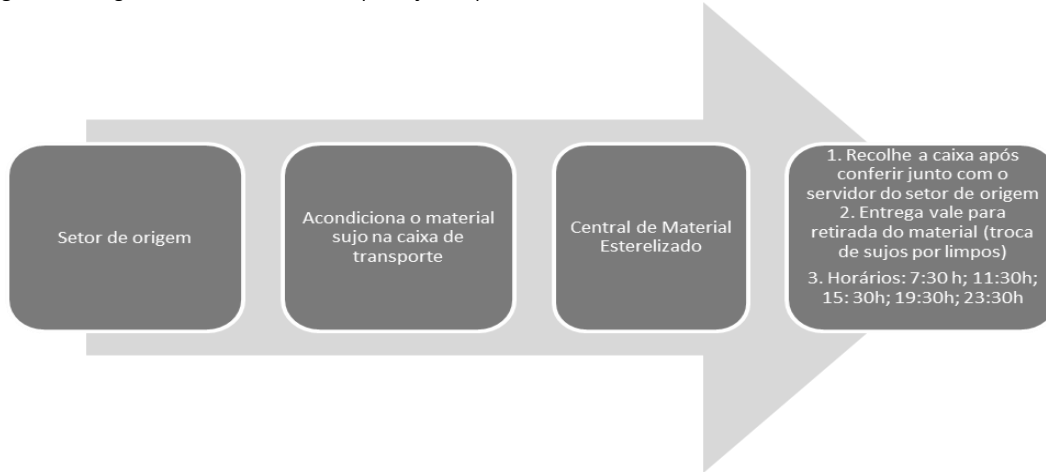 Setor de origem
Acondiciona o material
sujo na caixa de
transporte
Central de Material
Esterelizado
1. Recolhe a caixa após
conferir junto com o
servidor do setor de origem
2. Entrega vale para
retirada do material (troca
de sujos por limpos)
3. Horários: 7:30 h; 11:30h;
15: 30h; 19:30h; 23:30h